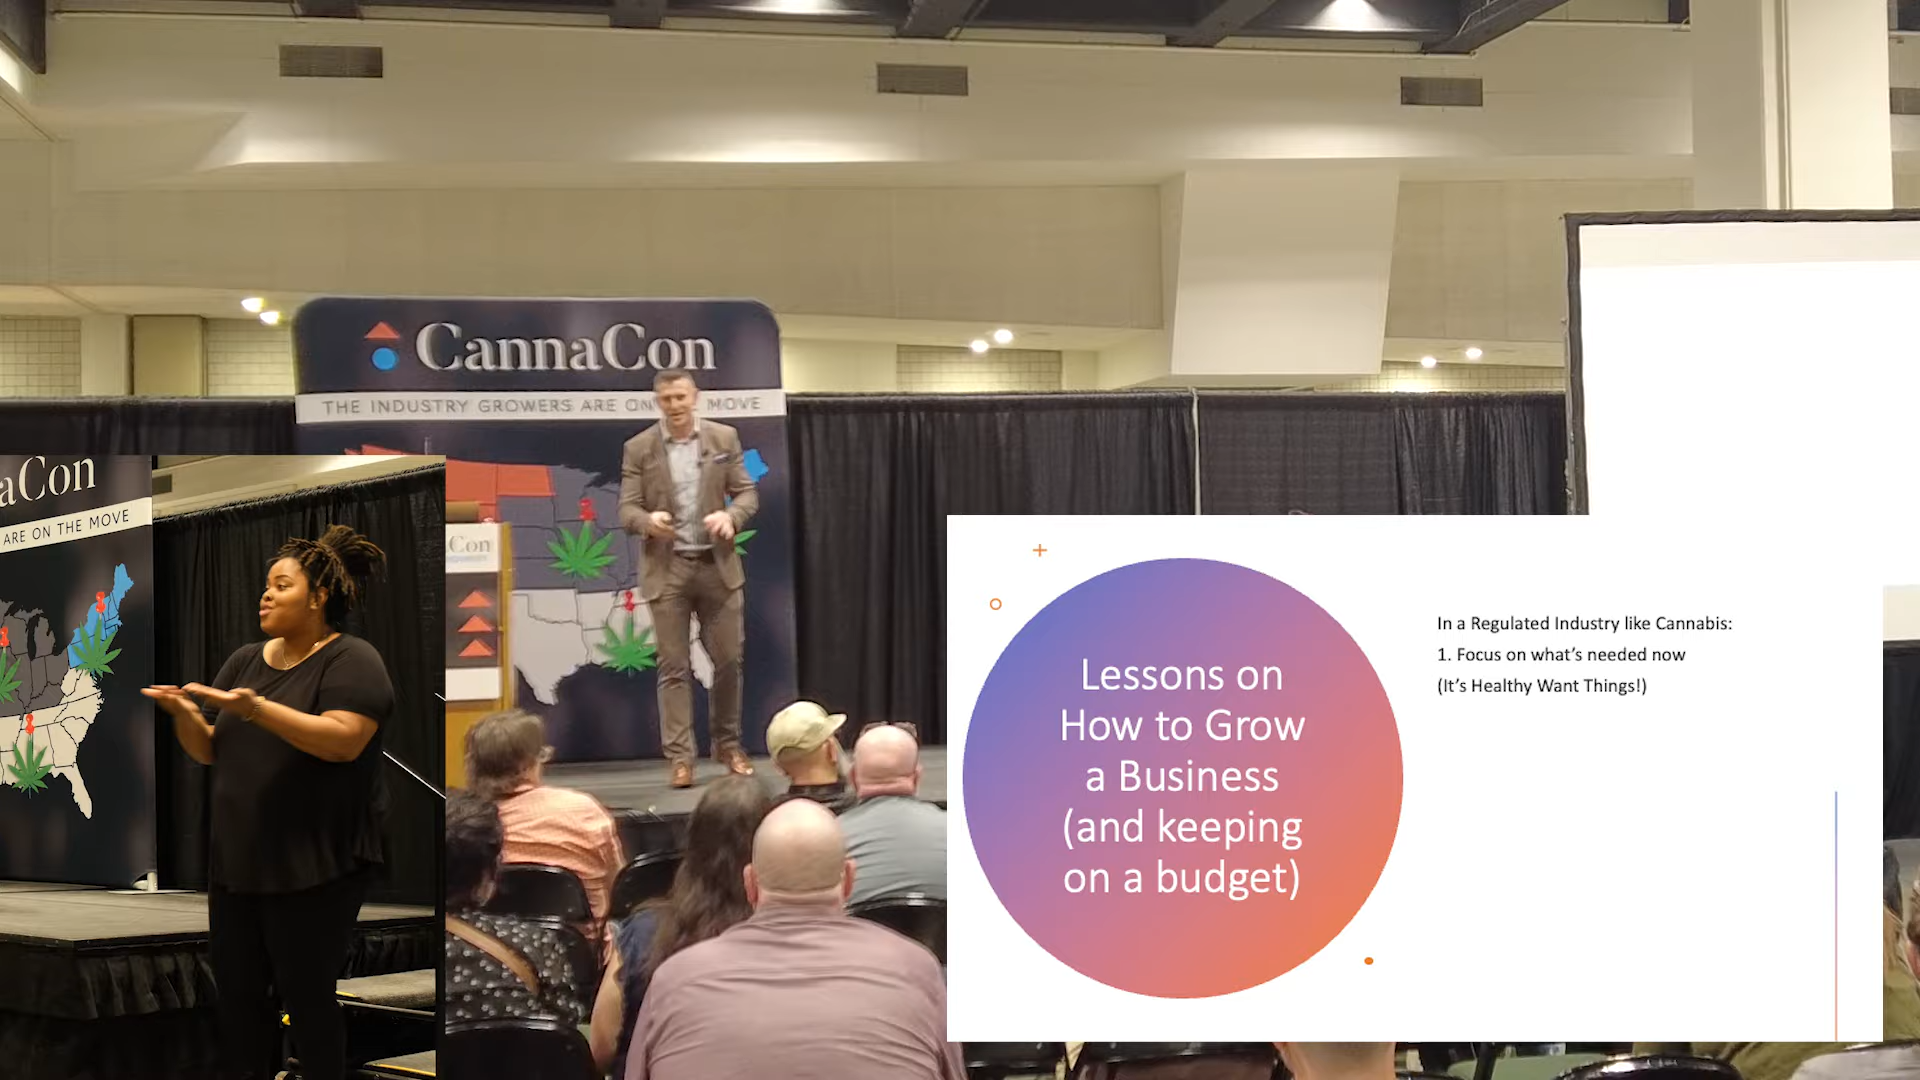 CannaCon
THE INDUSTRY GROWERS ARE ON MOVE
aCon
ARE ON THE MOVE
Con
Lessons on
How to Grow
a Business
(and keeping
on a budget)
In a Regulated Industry like Cannabis:
1. Focus on what's needed now
(It's Healthy Want Things!)